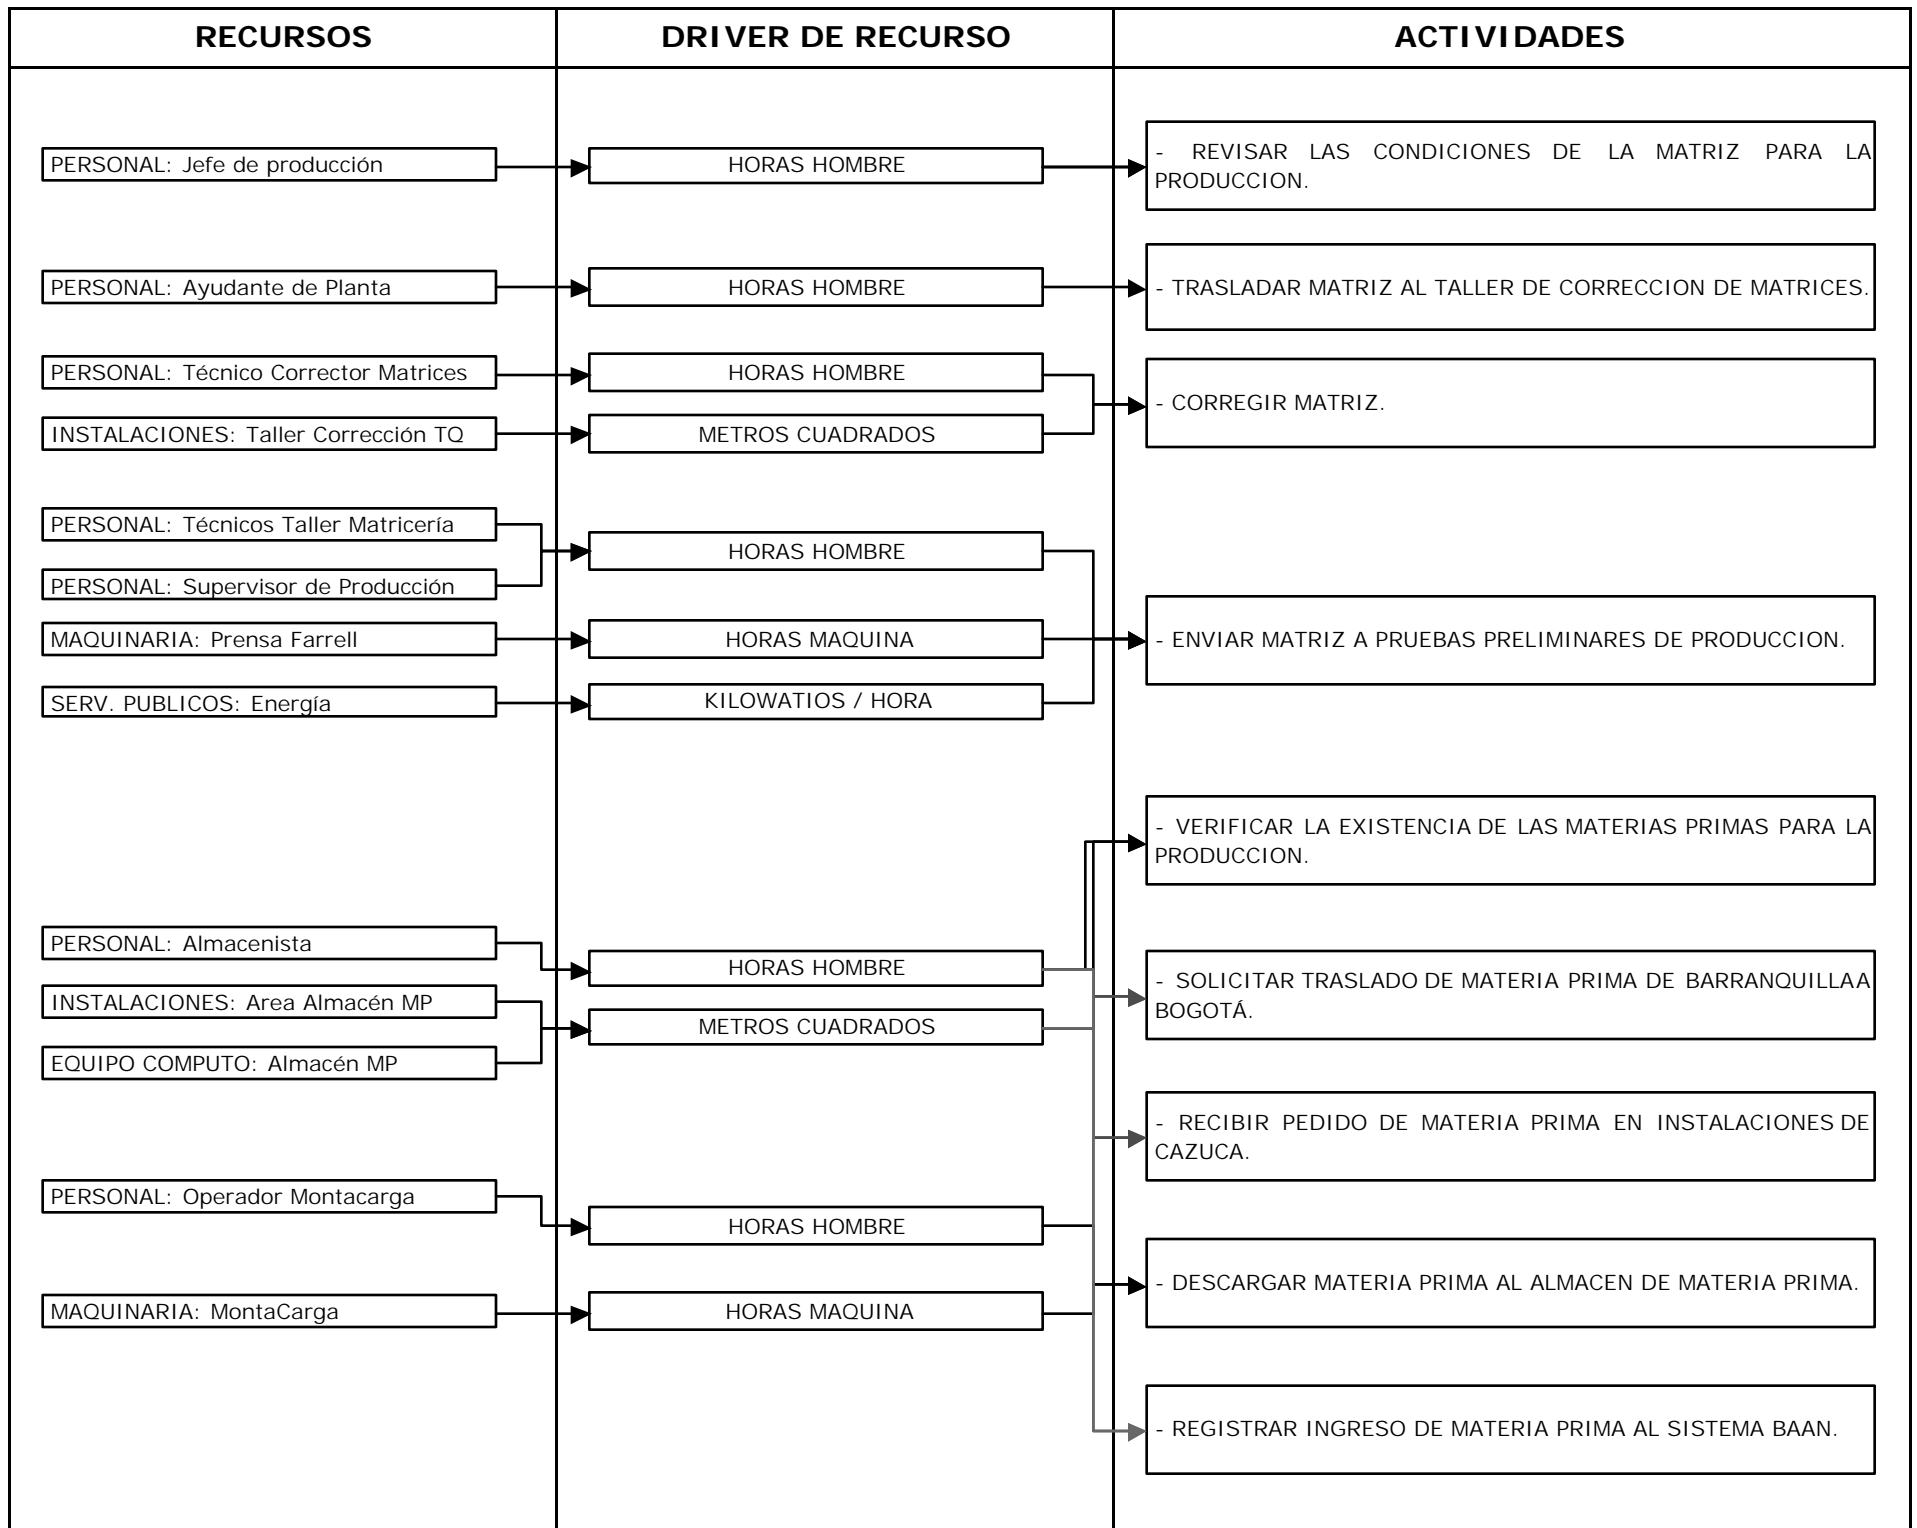 RECURSOS
DRIVER DE RECURSO
ACTIVIDADES
PERSONAL: Jefe de producción
HORAS HOMBRE
- REVISAR LAS CONDICIONES DE LA MATRIZ PARA LA
PRODUCCION.
PERSONAL: Ayudante de Planta
HORAS HOMBRE
- TRASLADAR MATRIZ AL TALLER DE CORRECCION DE MATRICES.
PERSONAL: Técnico Corrector Matrices
HORAS HOMBRE
- CORREGIR MATRIZ.
INSTALACIONES: Taller Corrección TQ
METROS CUADRADOS
PERSONAL: Técnicos Taller Matricería
HORAS HOMBRE
PERSONAL: Supervisor de Producción
MAQUINARIA: Prensa Farrell
HORAS MAQUINA
- ENVIAR MATRIZ A PRUEBAS PRELIMINARES DE PRODUCCION.
SERV. PUBLICOS: Energía
KILOWATIOS / HORA
- VERIFICAR LA EXISTENCIA DE LAS MATERIAS PRIMAS PARA LA
PRODUCCION.
PERSONAL: Almacenista
HORAS HOMBRE
- SOLICITAR TRASLADO DE MATERIA PRIMA DE BARRANQUILLA A
BOGOTÁ.
INSTALACIONES: Area Almacén MP
METROS CUADRADOS
EQUIPO COMPUTO: Almacén MP
- RECIBIR PEDIDO DE MATERIA PRIMA EN INSTALACIONES DE
CAZUCA.
PERSONAL: Operador Montacarga
HORAS HOMBRE
- DESCARGAR MATERIA PRIMA AL ALMACEN DE MATERIA PRIMA.
MAQUINARIA: MontaCarga
HORAS MAQUINA
- REGISTRAR INGRESO DE MATERIA PRIMA AL SISTEMA BAAN.